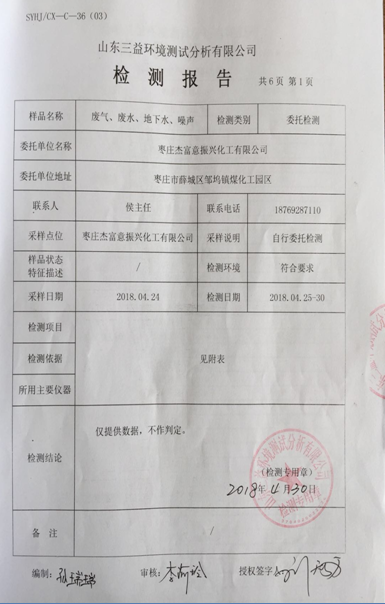 SYHJ/CX—C—36（03）
山东三益环境测试分析有限公司
检测报告 共6页 第1页
样品名称 废气、废水、地下水、噪声 检测类别 委托检测
委托单位名称 枣庄杰富意振兴化工有限公司
委托单位地址 枣庄市薛城区邹坞镇煤化工园区
联系人 侯主任 联系电话 18769287110
采样点位 枣庄杰富意振兴化工有限公司 采样说明 自行委托检测
样品状态
特征描述 / 检测环境 符合要求
采样日期 2018.04.24 检测日期 2018.04.25-30
检测项目
检测依据 见附表
所用主要仪器
仅提供数据，不作判定。
检测结论
（检测专用章）
2018年4月30日
备 注 /
编制： 审核： 授权签字